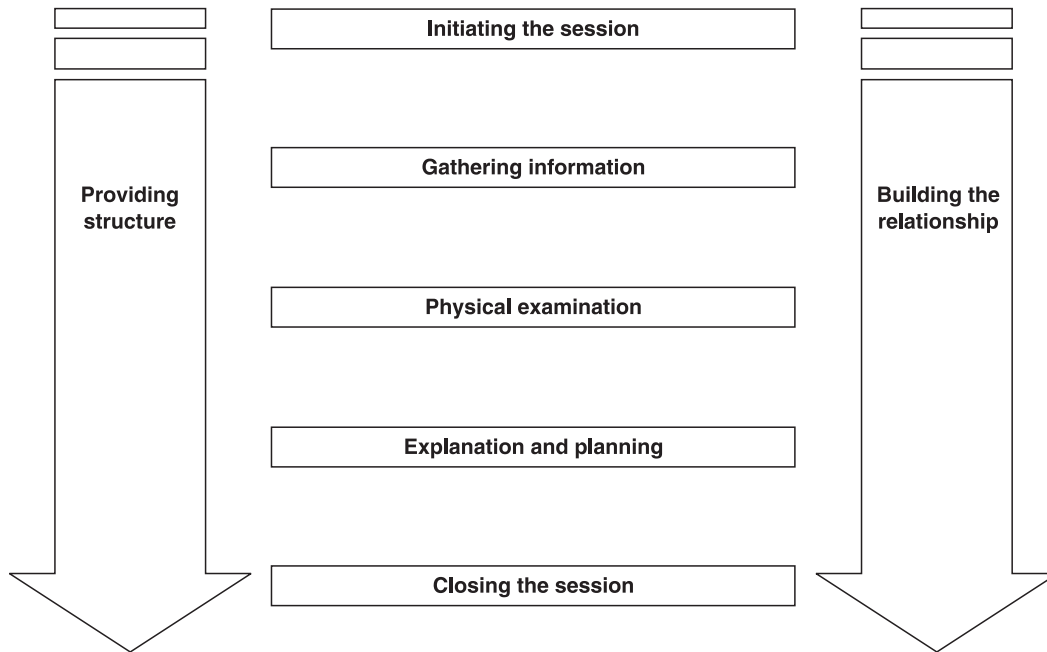 Initiating the session
Gathering information
Providing
structure
Building the
relationship
Physical examination
Explanation and planning
Closing the session